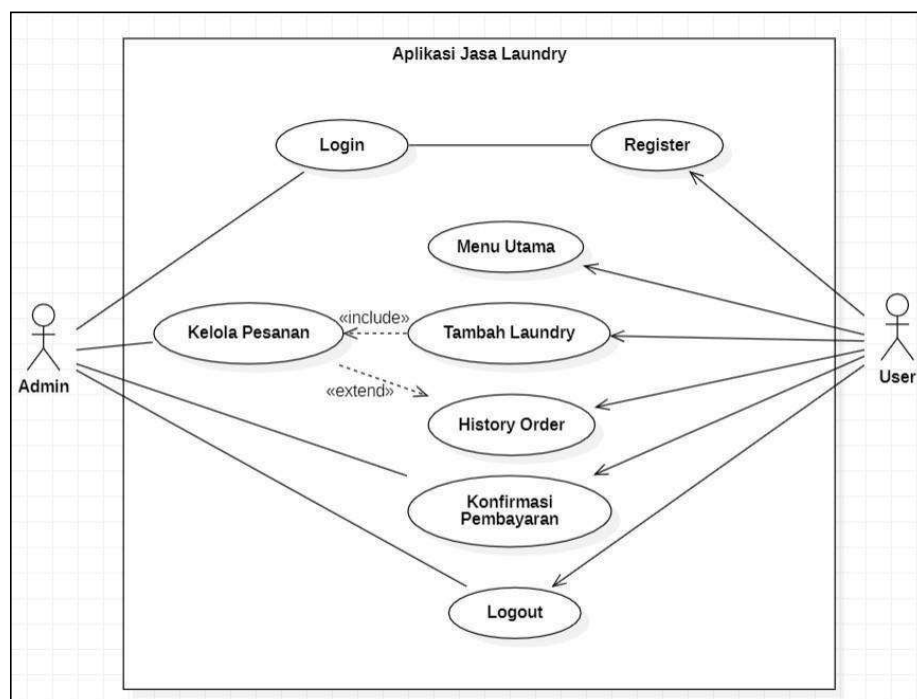 Aplikasi Jasa Laundry
Login
Register
Menu Utama
Kelola Pesanan
«include»
Tambah Laundry
Admin
User
«extend»
History Order
Konfirmasi
Pembayaran
Logout